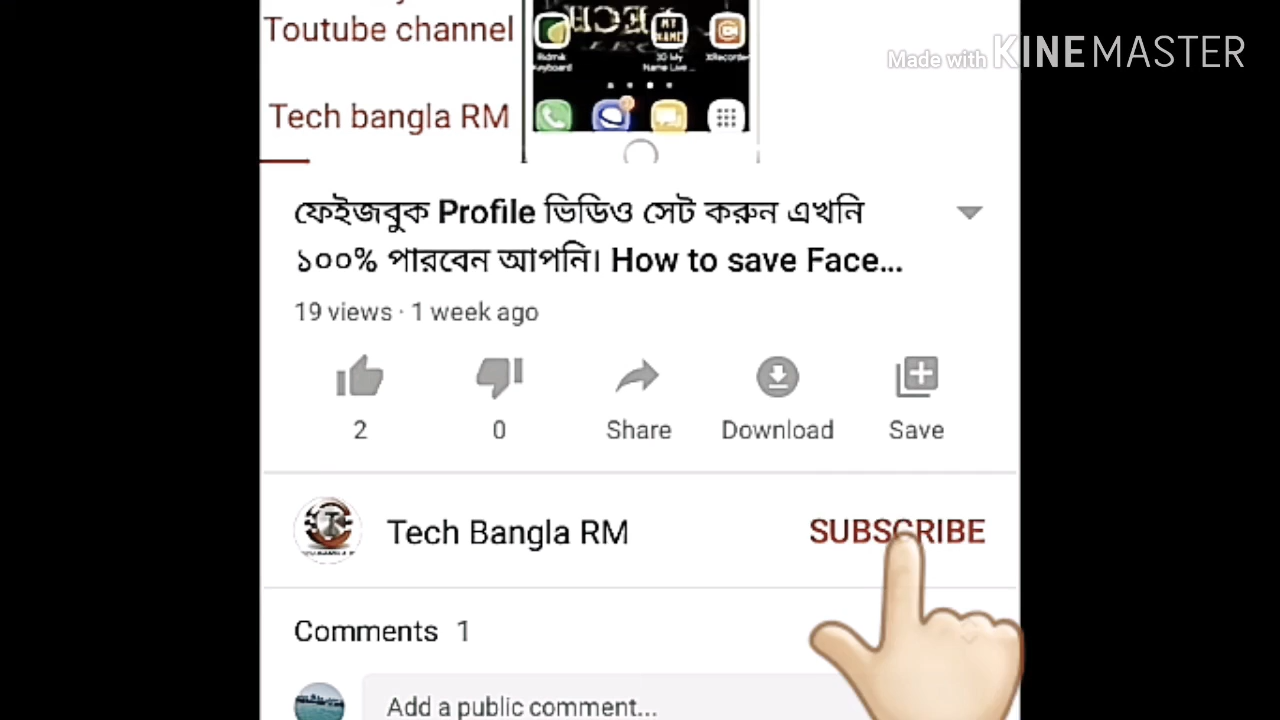 Toutube channel
Made with KINEMASTER
Tech bangla RM
ফেইজবুক Profile ভিডিও সেট করুন এখনি
১০০% পারবেন আপনি। How to save Face...
19 views · 1 week ago
2
0
Share
Download
Save
Tech Bangla RM
SUBSCRIBE
Comments 1
Add a public comment...